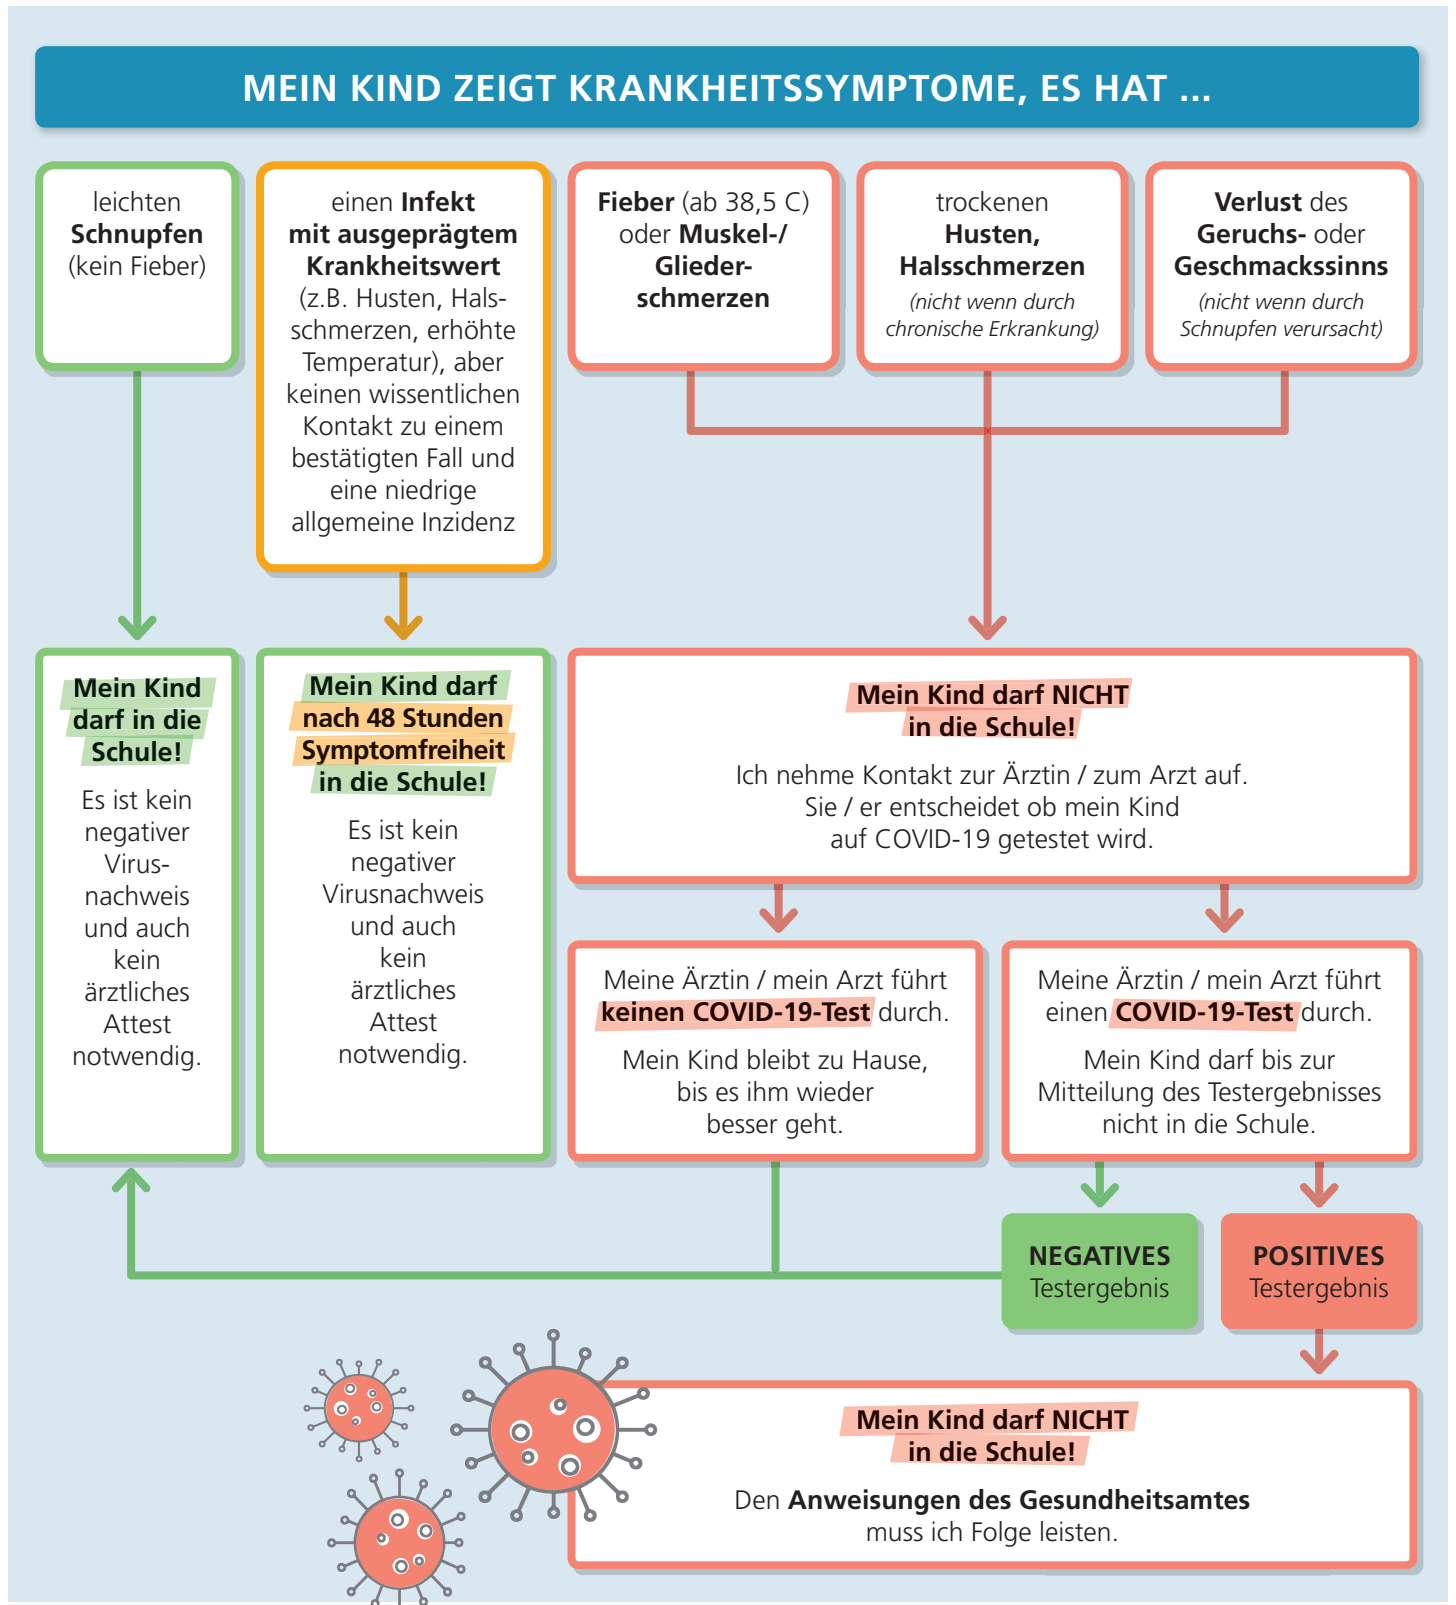 MEIN KIND ZEIGT KRANKHEITSSYMPTOME, ES HAT ...
leichten
Schnupfen
(kein Fieber)
einen Infekt
mit ausgeprägtem
Krankheitswert
(z.B. Husten, Hals-
schmerzen, erhöhte
Temperatur), aber
keinen wissentlichen
Kontakt zu einem
bestätigten Fall und
eine niedrige
allgemeine Inzidenz
Fieber (ab 38,5 C)
oder Muskel-/
Glieder-
schmerzen
trockenen
Husten,
Halsschmerzen
(nicht wenn durch
chronische Erkrankung)
Verlust des
Geruchs- oder
Geschmackssinns
(nicht wenn durch
Schnupfen verursacht)
Mein Kind
darf in die
Schule!
Es ist kein
negativer
Virus-
nachweis
und auch
kein
ärztliches
Attest
notwendig.
Mein Kind darf
nach 48 Stunden
Symptomfreiheit
in die Schule!
Es ist kein
negativer
Virusnachweis
und auch
kein
ärztliches
Attest
notwendig.
Mein Kind darf NICHT
in die Schule!
Ich nehme Kontakt zur Ärztin / zum Arzt auf.
Sie / er entscheidet ob mein Kind
auf COVID-19 getestet wird.
Meine Ärztin / mein Arzt führt
keinen COVID-19-Test durch.
Mein Kind bleibt zu Hause,
bis es ihm wieder
besser geht.
Meine Ärztin / mein Arzt führt
einen COVID-19-Test durch.
Mein Kind darf bis zur
Mitteilung des Testergebnisses
nicht in die Schule.
NEGATIVES
Testergebnis
POSITIVES
Testergebnis
Mein Kind darf NICHT
in die Schule!
Den Anweisungen des Gesundheitsamtes
muss ich Folge leisten.